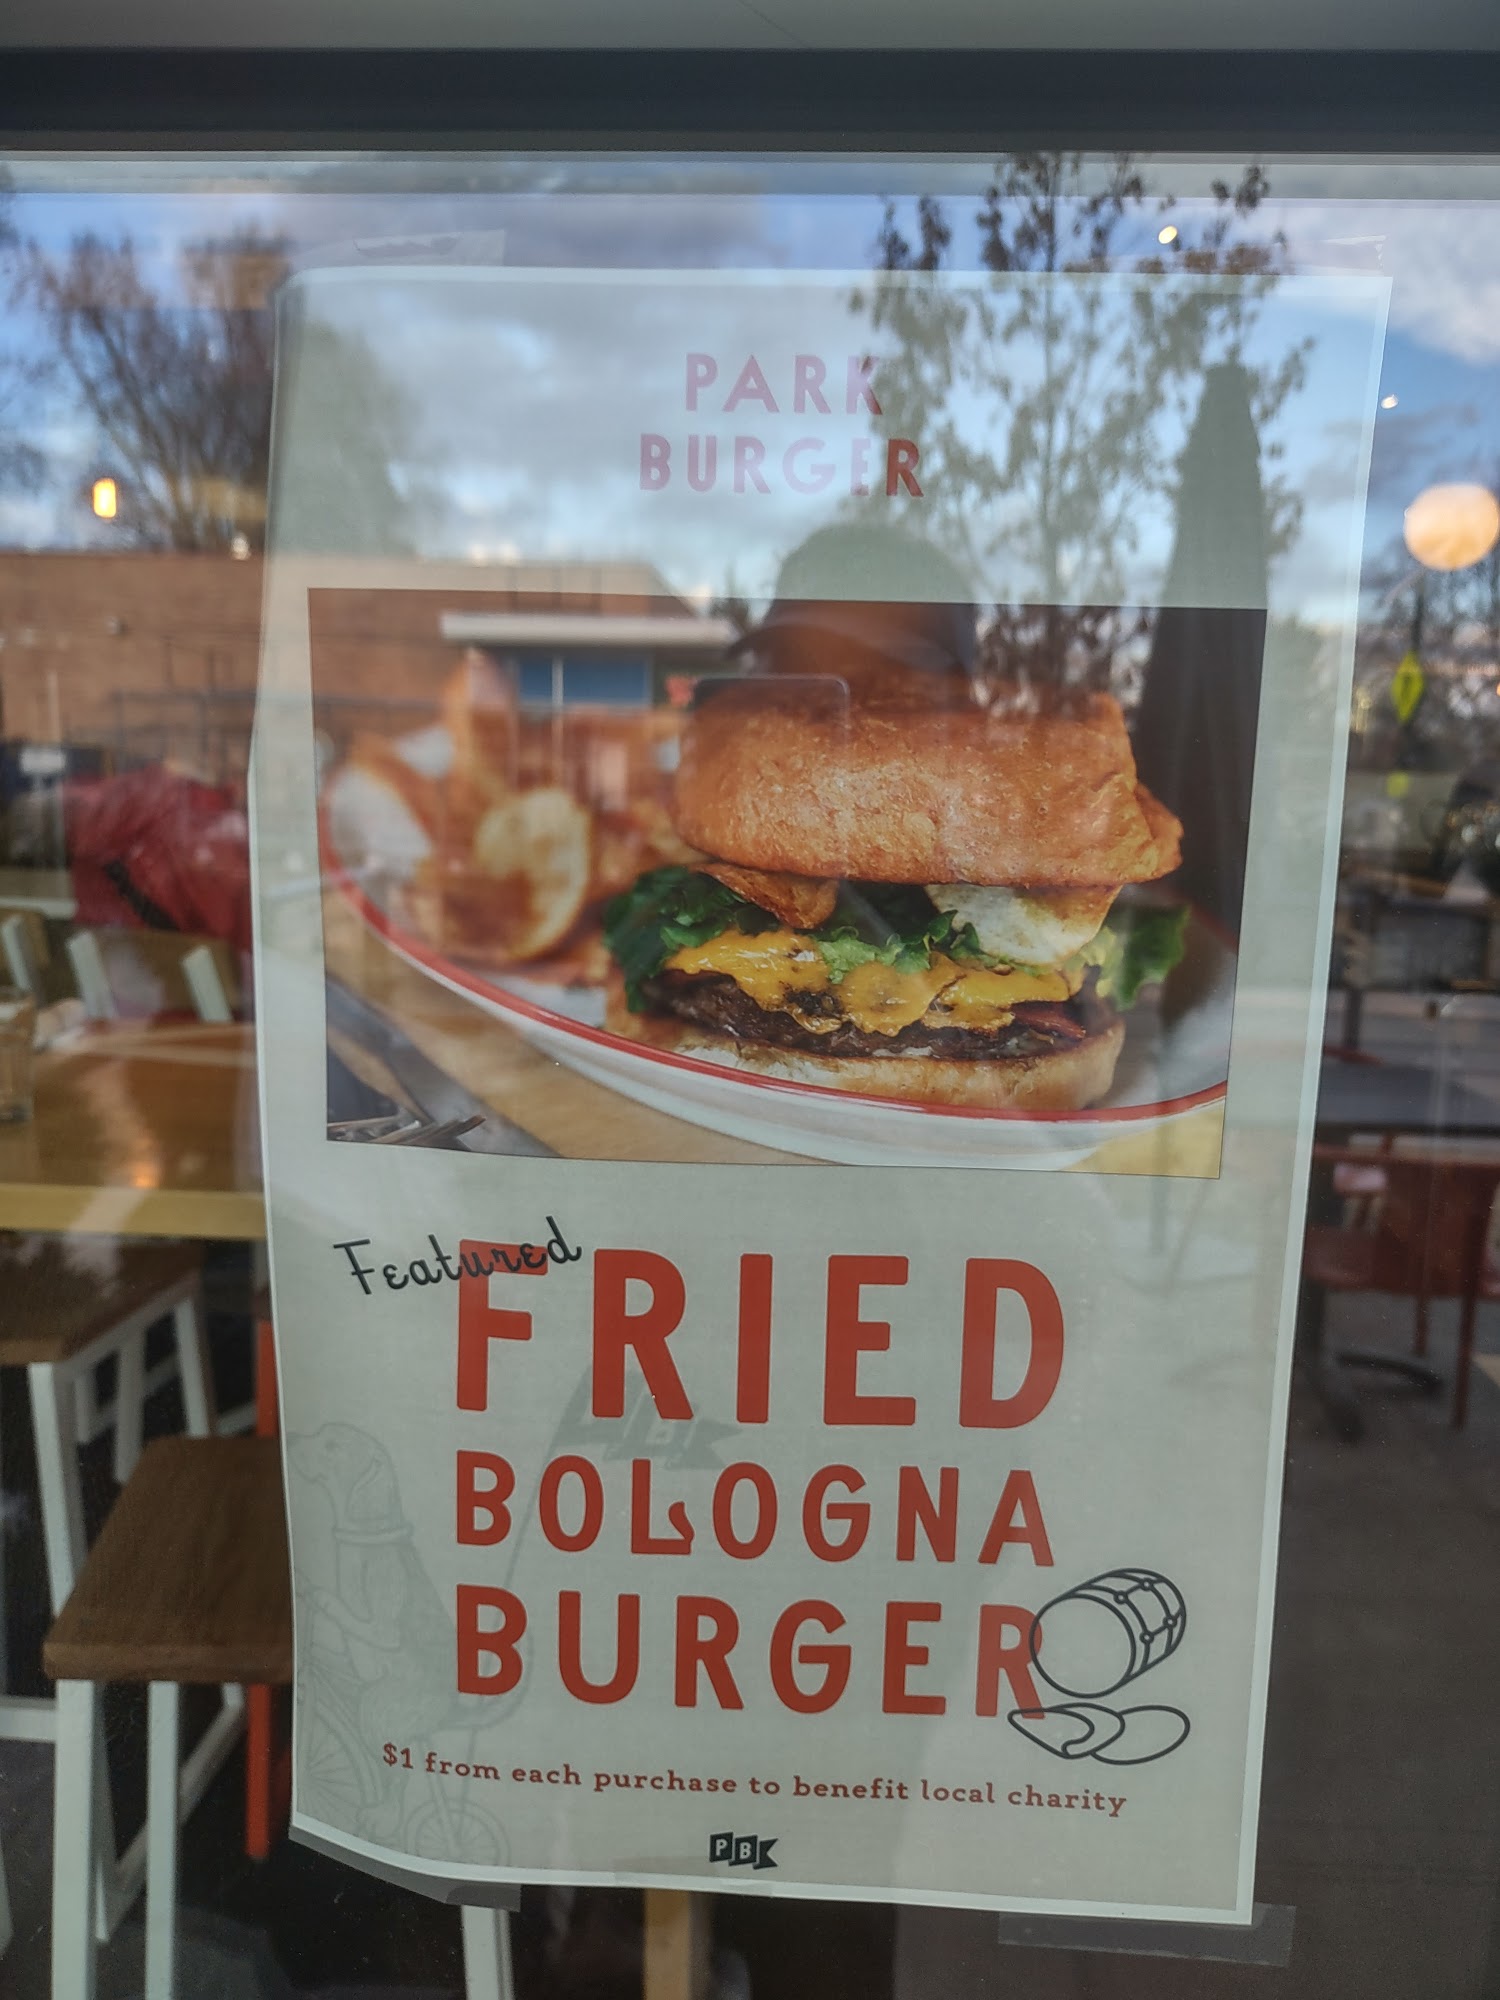 PARK
BURGER
Featured
FRIED
BOLOGNA
BURGER
$1 from each purchase to benefit local charity
PB